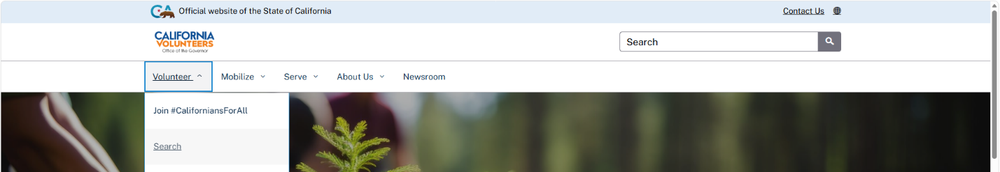 CA Official website of the State of California
Contact Us
CALIFORNIA
VOLUNTEERS
Office of the Governor
Search
Volunteer
Mobilize
Serve
About Us
Newsroom
Join #CaliforniansForAll
Search